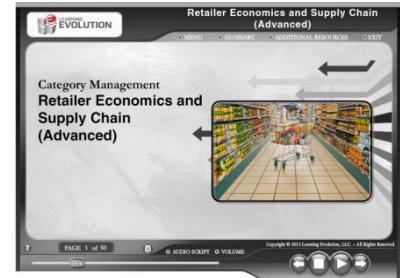 LEARNING
EVOLUTION
Retailer Economics and Supply Chain
(Advanced)
MENU
GLOSSARY
ADDITIONAL RESOURCES
EXIT
Category Management
Retailer Economics and
Supply Chain
(Advanced)
PAGE 1 of 50
AUDIO SCRIPT
VOLUME
Copyright © 2013 Learning Evolution, LLC. - All Rights Reserved